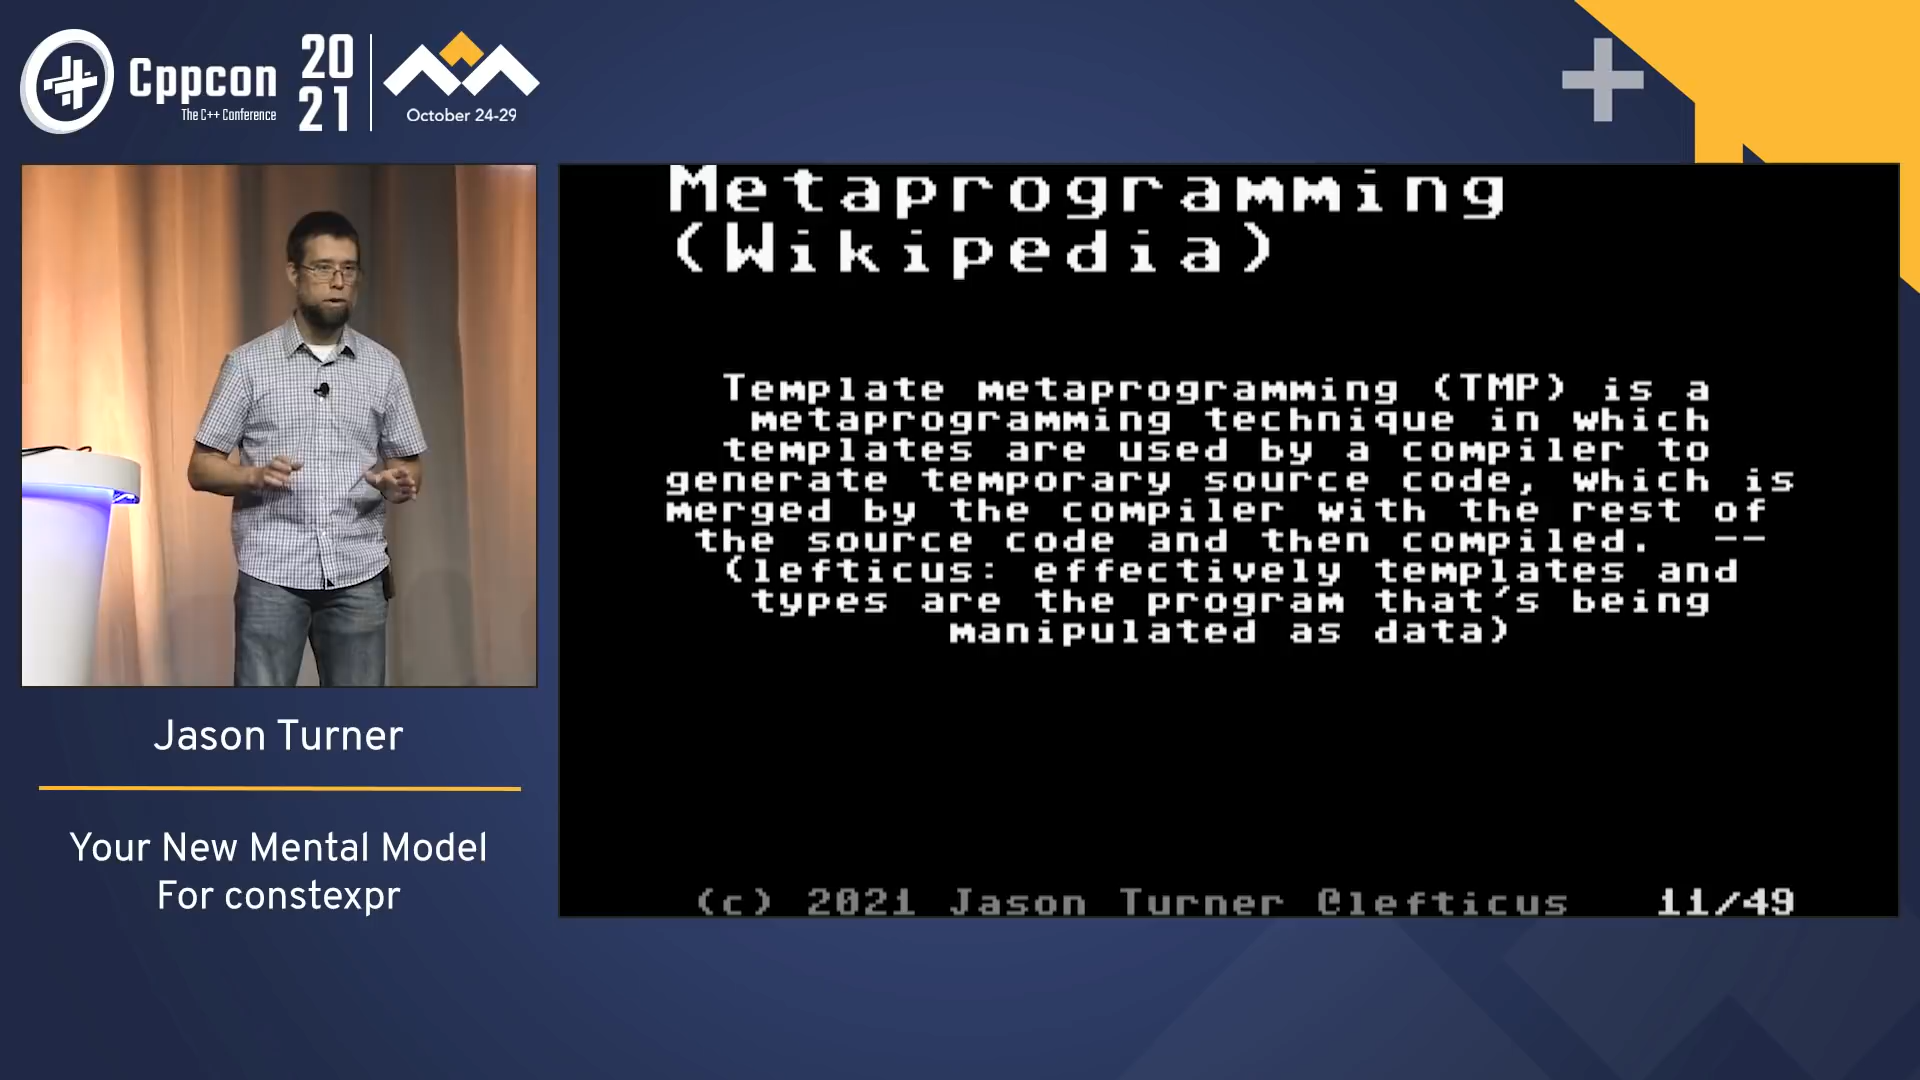 Cppcon
The C++ Conference
20
21
October 24-29
Metaprogramming
(Wikipedia)
Template metaprogramming (TMP) is a
metaprogramming technique in which
templates are used by a compiler to
generate temporary source code, which is
merged by the compiler with the rest of
the source code and then compiled. --
(lefticus: effectively templates and
types are the program that's being
manipulated as data)
(c) 2021 Jason Turner @lefticus 11/49
Jason Turner
Your New Mental Model
For constexpr